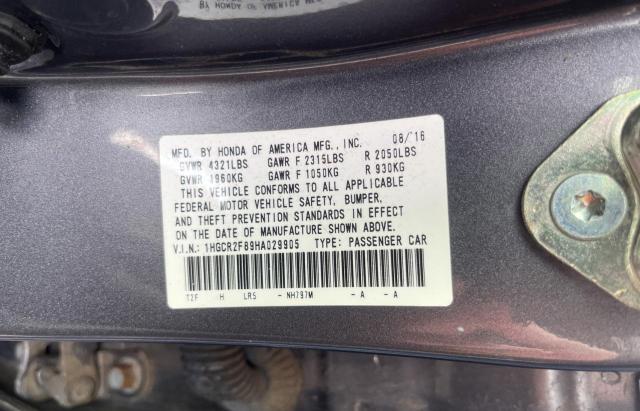 MFD. BY HONDA OF AMERICA MFG., INC. 08/'16
GVWR 4321LBS GAWR F 2315LBS R 2050LBS
GVWR 1960KG GAWR F 1050KG R 930KG
THIS VEHICLE CONFORMS TO ALL APPLICABLE
FEDERAL MOTOR VEHICLE SAFETY, BUMPER,
AND THEFT PREVENTION STANDARDS IN EFFECT
ON THE DATE OF MANUFACTURE SHOWN ABOVE.
V.I.N.: 1HGCR2F89HA029905 TYPE: PASSENGER CAR
T2F H LR5 - NH797M - A - A